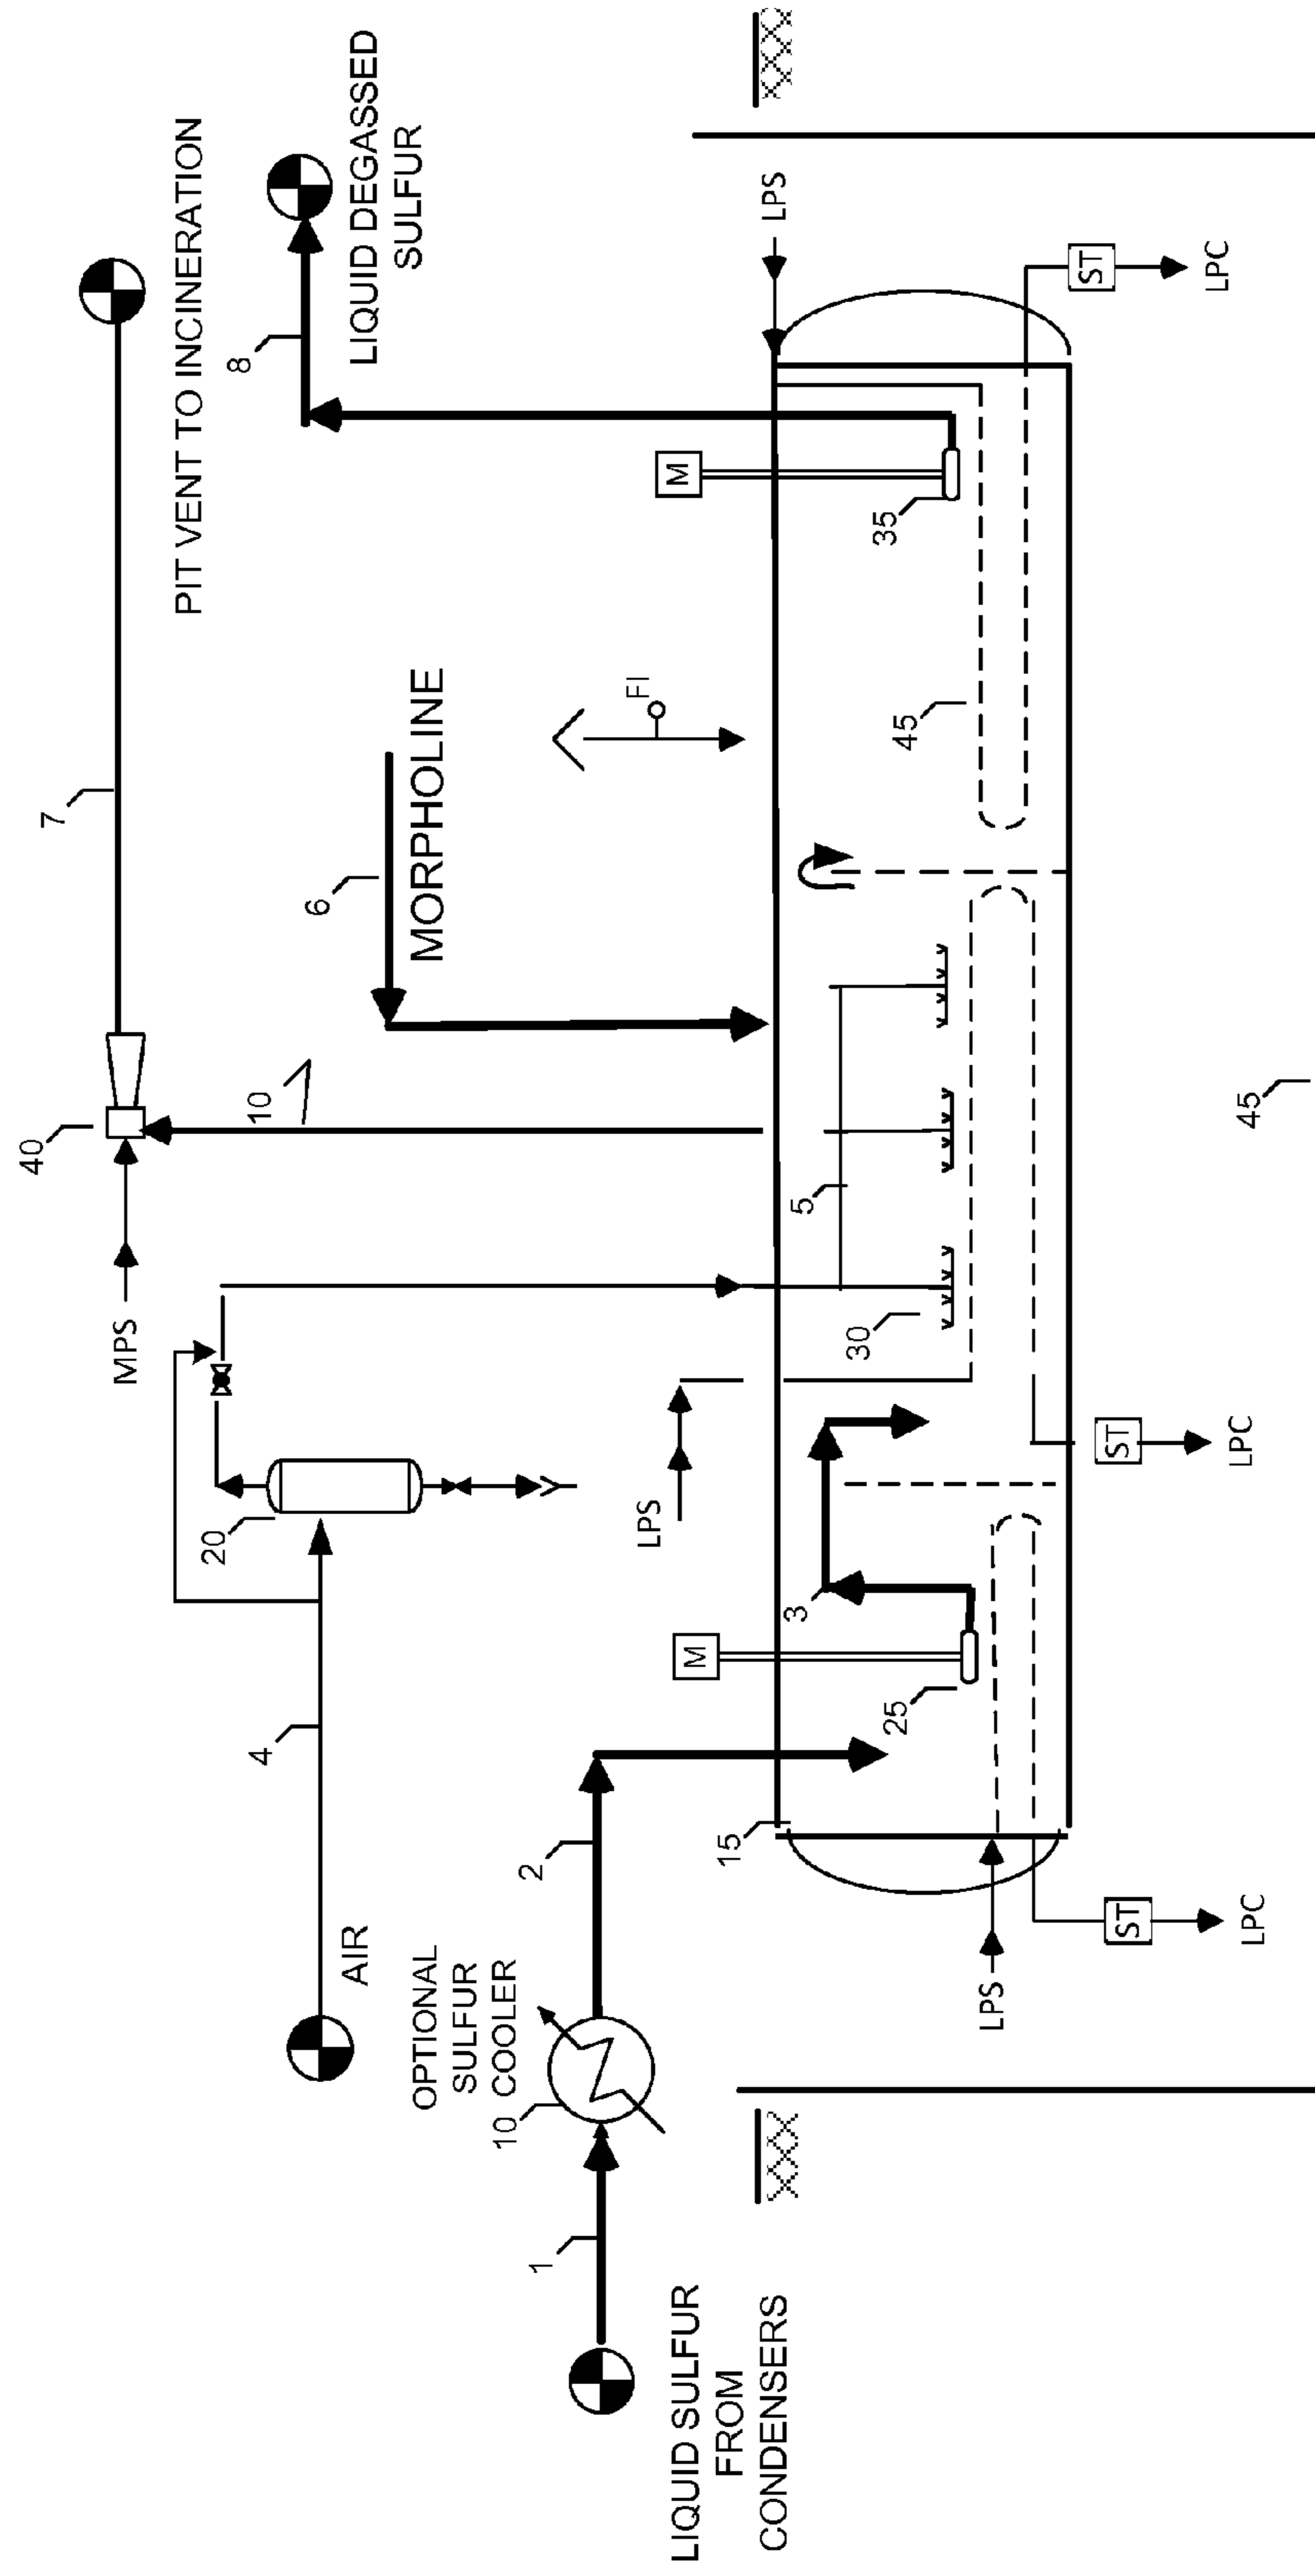 40
7
PIT VENT TO INCINERATION
MPS
10
8
LIQUID DEGASSED
SULFUR
4
AIR
20
6
MORPHOLINE
OPTIONAL
SULFUR
COOLER
10
2
1
LIQUID SULFUR
FROM
CONDENSERS
LPS
M
FI
M
LPS
15
3
5
25
30
35
45
LPS
ST
LPC
ST
LPC
ST
LPC
45